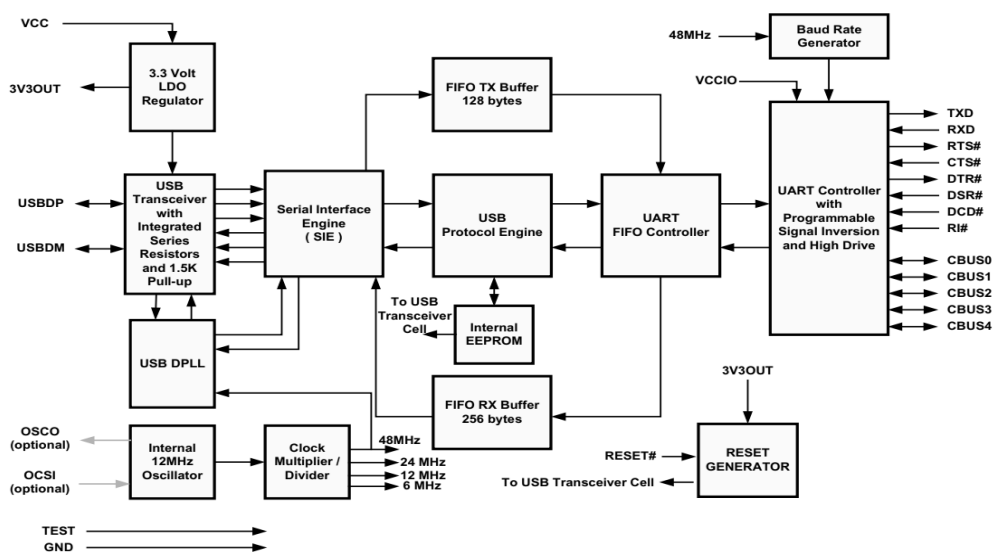 VCC
3V3OUT
3.3 Volt
LDO
Regulator
48MHz
Baud Rate
Generator
FIFO TX Buffer
128 bytes
VCCIO
USBDP
USBDM
USB
Transceiver
with
Integrated
Series
Resistors
and 1.5K
Pull-up
Serial Interface
Engine
( SIE )
USB
Protocol Engine
UART
FIFO Controller
UART Controller
with
Programmable
Signal Inversion
and High Drive
TXD
RXD
RTS#
CTS#
DTR#
DSR#
DCD#
RI#
CBUS0
CBUS1
CBUS2
CBUS3
CBUS4
USB DPLL
To USB
Transceiver
Cell
Internal
EEPROM
FIFO RX Buffer
256 bytes
3V3OUT
RESET#
RESET
GENERATOR
To USB Transceiver Cell
OSCO
(optional)
OCSI
(optional)
Internal
12MHz
Oscillator
Clock
Multiplier /
Divider
48MHz
24 MHz
12 MHz
6 MHz
TEST
GND